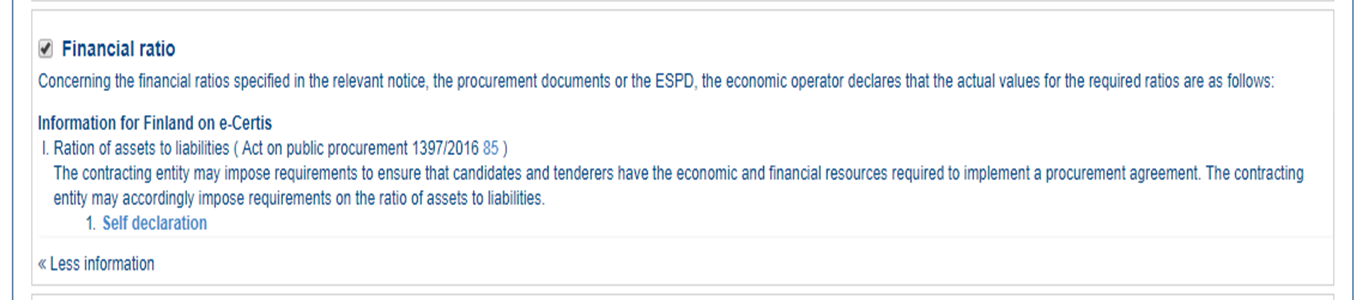 Financial ratio
Concerning the financial ratios specified in the relevant notice, the procurement documents or the ESPD, the economic operator declares that the actual values for the required ratios are as follows:
Information for Finland on e-Certis
I. Ration of assets to liabilities ( Act on public procurement 1397/2016 85 )
The contracting entity may impose requirements to ensure that candidates and tenderers have the economic and financial resources required to implement a procurement agreement. The contracting
entity may accordingly impose requirements on the ratio of assets to liabilities.
1. Self declaration
« Less information